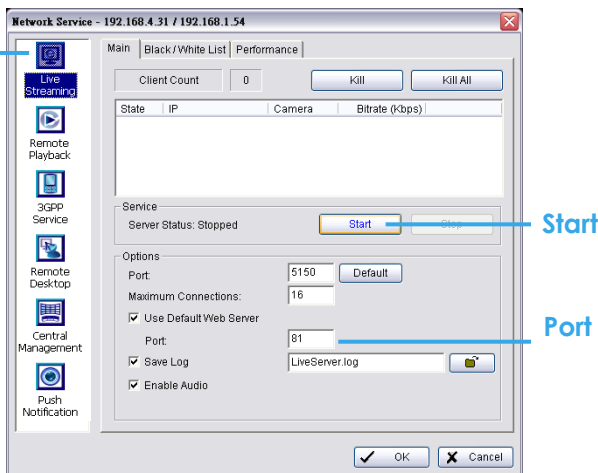 Network Service - 192.168.4.31 / 192.168.1.54
Live
Streaming
Remote
Playback
3GPP
Service
Remote
Desktop
Central
Management
Push
Notification
Main Black/White List Performance
Client Count 0 Kill Kill All
State IP Camera Bitrate (Kbps)
Service
Server Status: Stopped Start Stop
Start
Options
Port: 5150 Default
Maximum Connections: 16
Use Default Web Server
Port: 81
Port
Save Log LiveServer.log
Enable Audio
OK Cancel